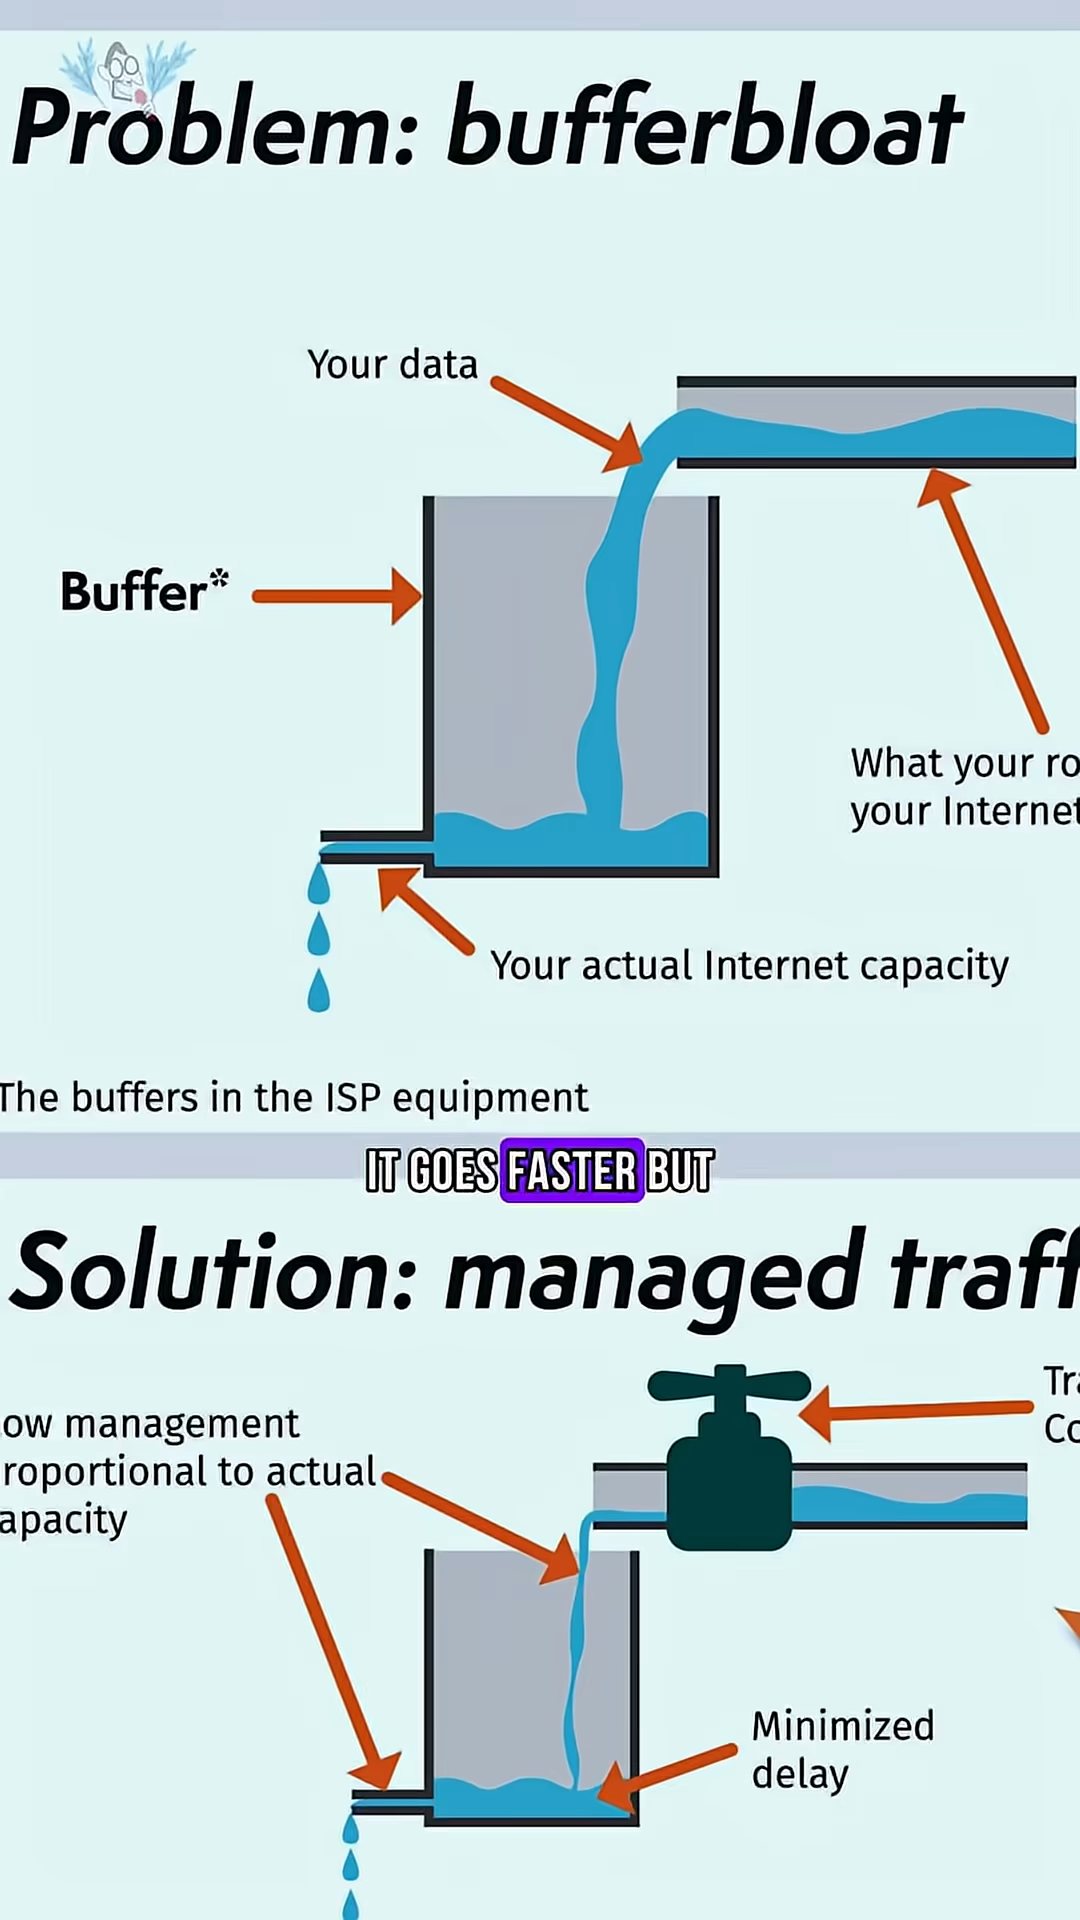 Problem: bufferbloat
Your data
Buffer*
What your ro
your Internet
Your actual Internet capacity
The buffers in the ISP equipment
IT GOES FASTER BUT
Solution: managed traff
Tra
Co
ow management
roportional to actual
apacity
Minimized
delay